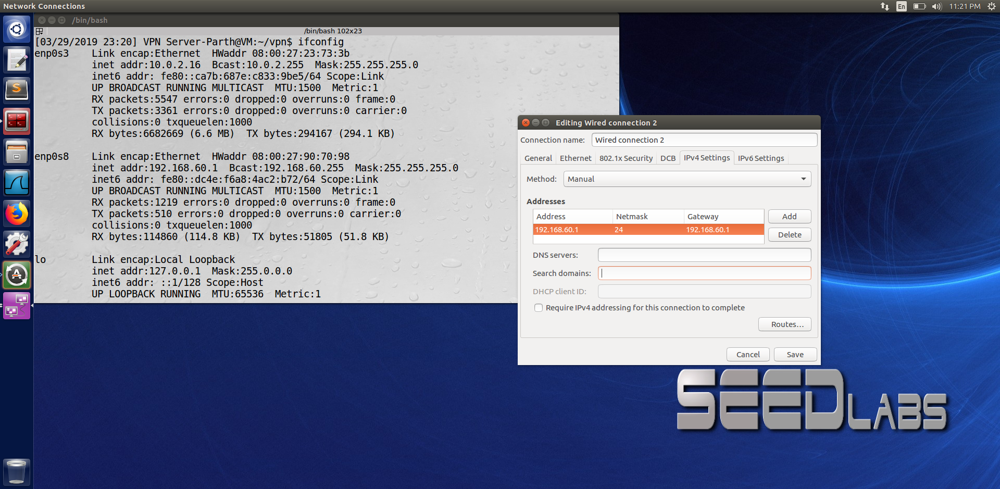 Network Connections
En
11:21 PM
/bin/bash
/bin/bash 102x23
[03/29/2019 23:20] VPN Server-Parth@VM:~/vpn$ ifconfig
enp0s3    Link encap:Ethernet  HWaddr 08:00:27:23:73:3b
          inet addr:10.0.2.16  Bcast:10.0.2.255  Mask:255.255.255.0
          inet6 addr: fe80::ca7b:687e:c833:9be5/64 Scope:Link
          UP BROADCAST RUNNING MULTICAST  MTU:1500  Metric:1
          RX packets:5547 errors:0 dropped:0 overruns:0 frame:0
          TX packets:3361 errors:0 dropped:0 overruns:0 carrier:0
          collisions:0 txqueuelen:1000
          RX bytes:6682669 (6.6 MB)  TX bytes:294167 (294.1 KB)
enp0s8    Link encap:Ethernet  HWaddr 08:00:27:90:70:98
          inet addr:192.168.60.1  Bcast:192.168.60.255  Mask:255.255.255.0
          inet6 addr: fe80::dc4e:f6a8:4ac2:b72/64 Scope:Link
          UP BROADCAST RUNNING MULTICAST  MTU:1500  Metric:1
          RX packets:1219 errors:0 dropped:0 overruns:0 frame:0
          TX packets:510 errors:0 dropped:0 overruns:0 carrier:0
          collisions:0 txqueuelen:1000
          RX bytes:114860 (114.8 KB)  TX bytes:51805 (51.8 KB)
lo        Link encap:Local Loopback
          inet addr:127.0.0.1  Mask:255.0.0.0
          inet6 addr: ::1/128 Scope:Host
          UP LOOPBACK RUNNING  MTU:65536  Metric:1
Editing Wired connection 2
Connection name: Wired connection 2
General Ethernet 802.1x Security DCB IPv4 Settings IPv6 Settings
Method: Manual
Addresses
Address Netmask Gateway Add
192.168.60.1 24 192.168.60.1
Delete
DNS servers:
Search domains:
DHCP client ID:
Require IPv4 addressing for this connection to complete
Routes…
Cancel Save
SEEDLABS